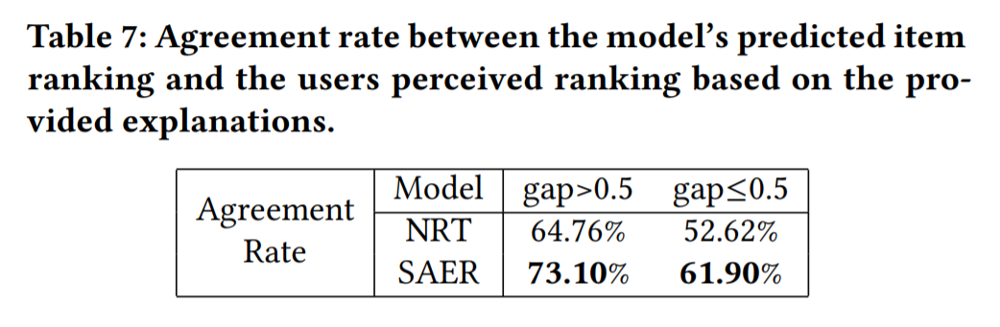 Table 7: Agreement rate between the model's predicted item
ranking and the users perceived ranking based on the pro-
vided explanations.
Agreement
Rate
Model gap>0.5 gap≤0.5
NRT 64.76% 52.62%
SAER 73.10% 61.90%